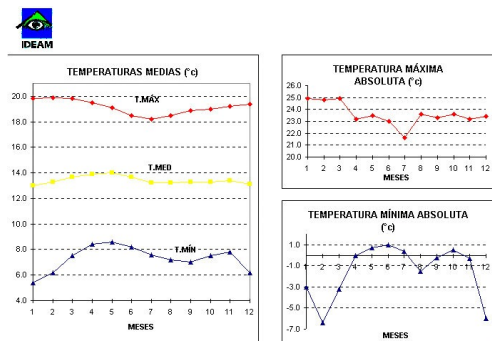 IDEAM
TEMPERATURAS MEDIAS (°c)
20.0
18.0
16.0
14.0
12.0
10.0
8.0
6.0
4.0
T.MÁX
T.MED
T.MÍN
1 2 3 4 5 6 7 8 9 10 11 12
MESES
TEMPERATURA MÁXIMA
ABSOLUTA (°c)
26.0
25.0
24.0
23.0
22.0
21.0
20.0
1 2 3 4 5 6 7 8 9 10 11 12
MESES
TEMPERATURA MÍNIMA ABSOLUTA
(°c)
1.0
-1.0
-3.0
-5.0
-7.0
1 2 3 4 5 6 7 8 9 10 11 12
MESES